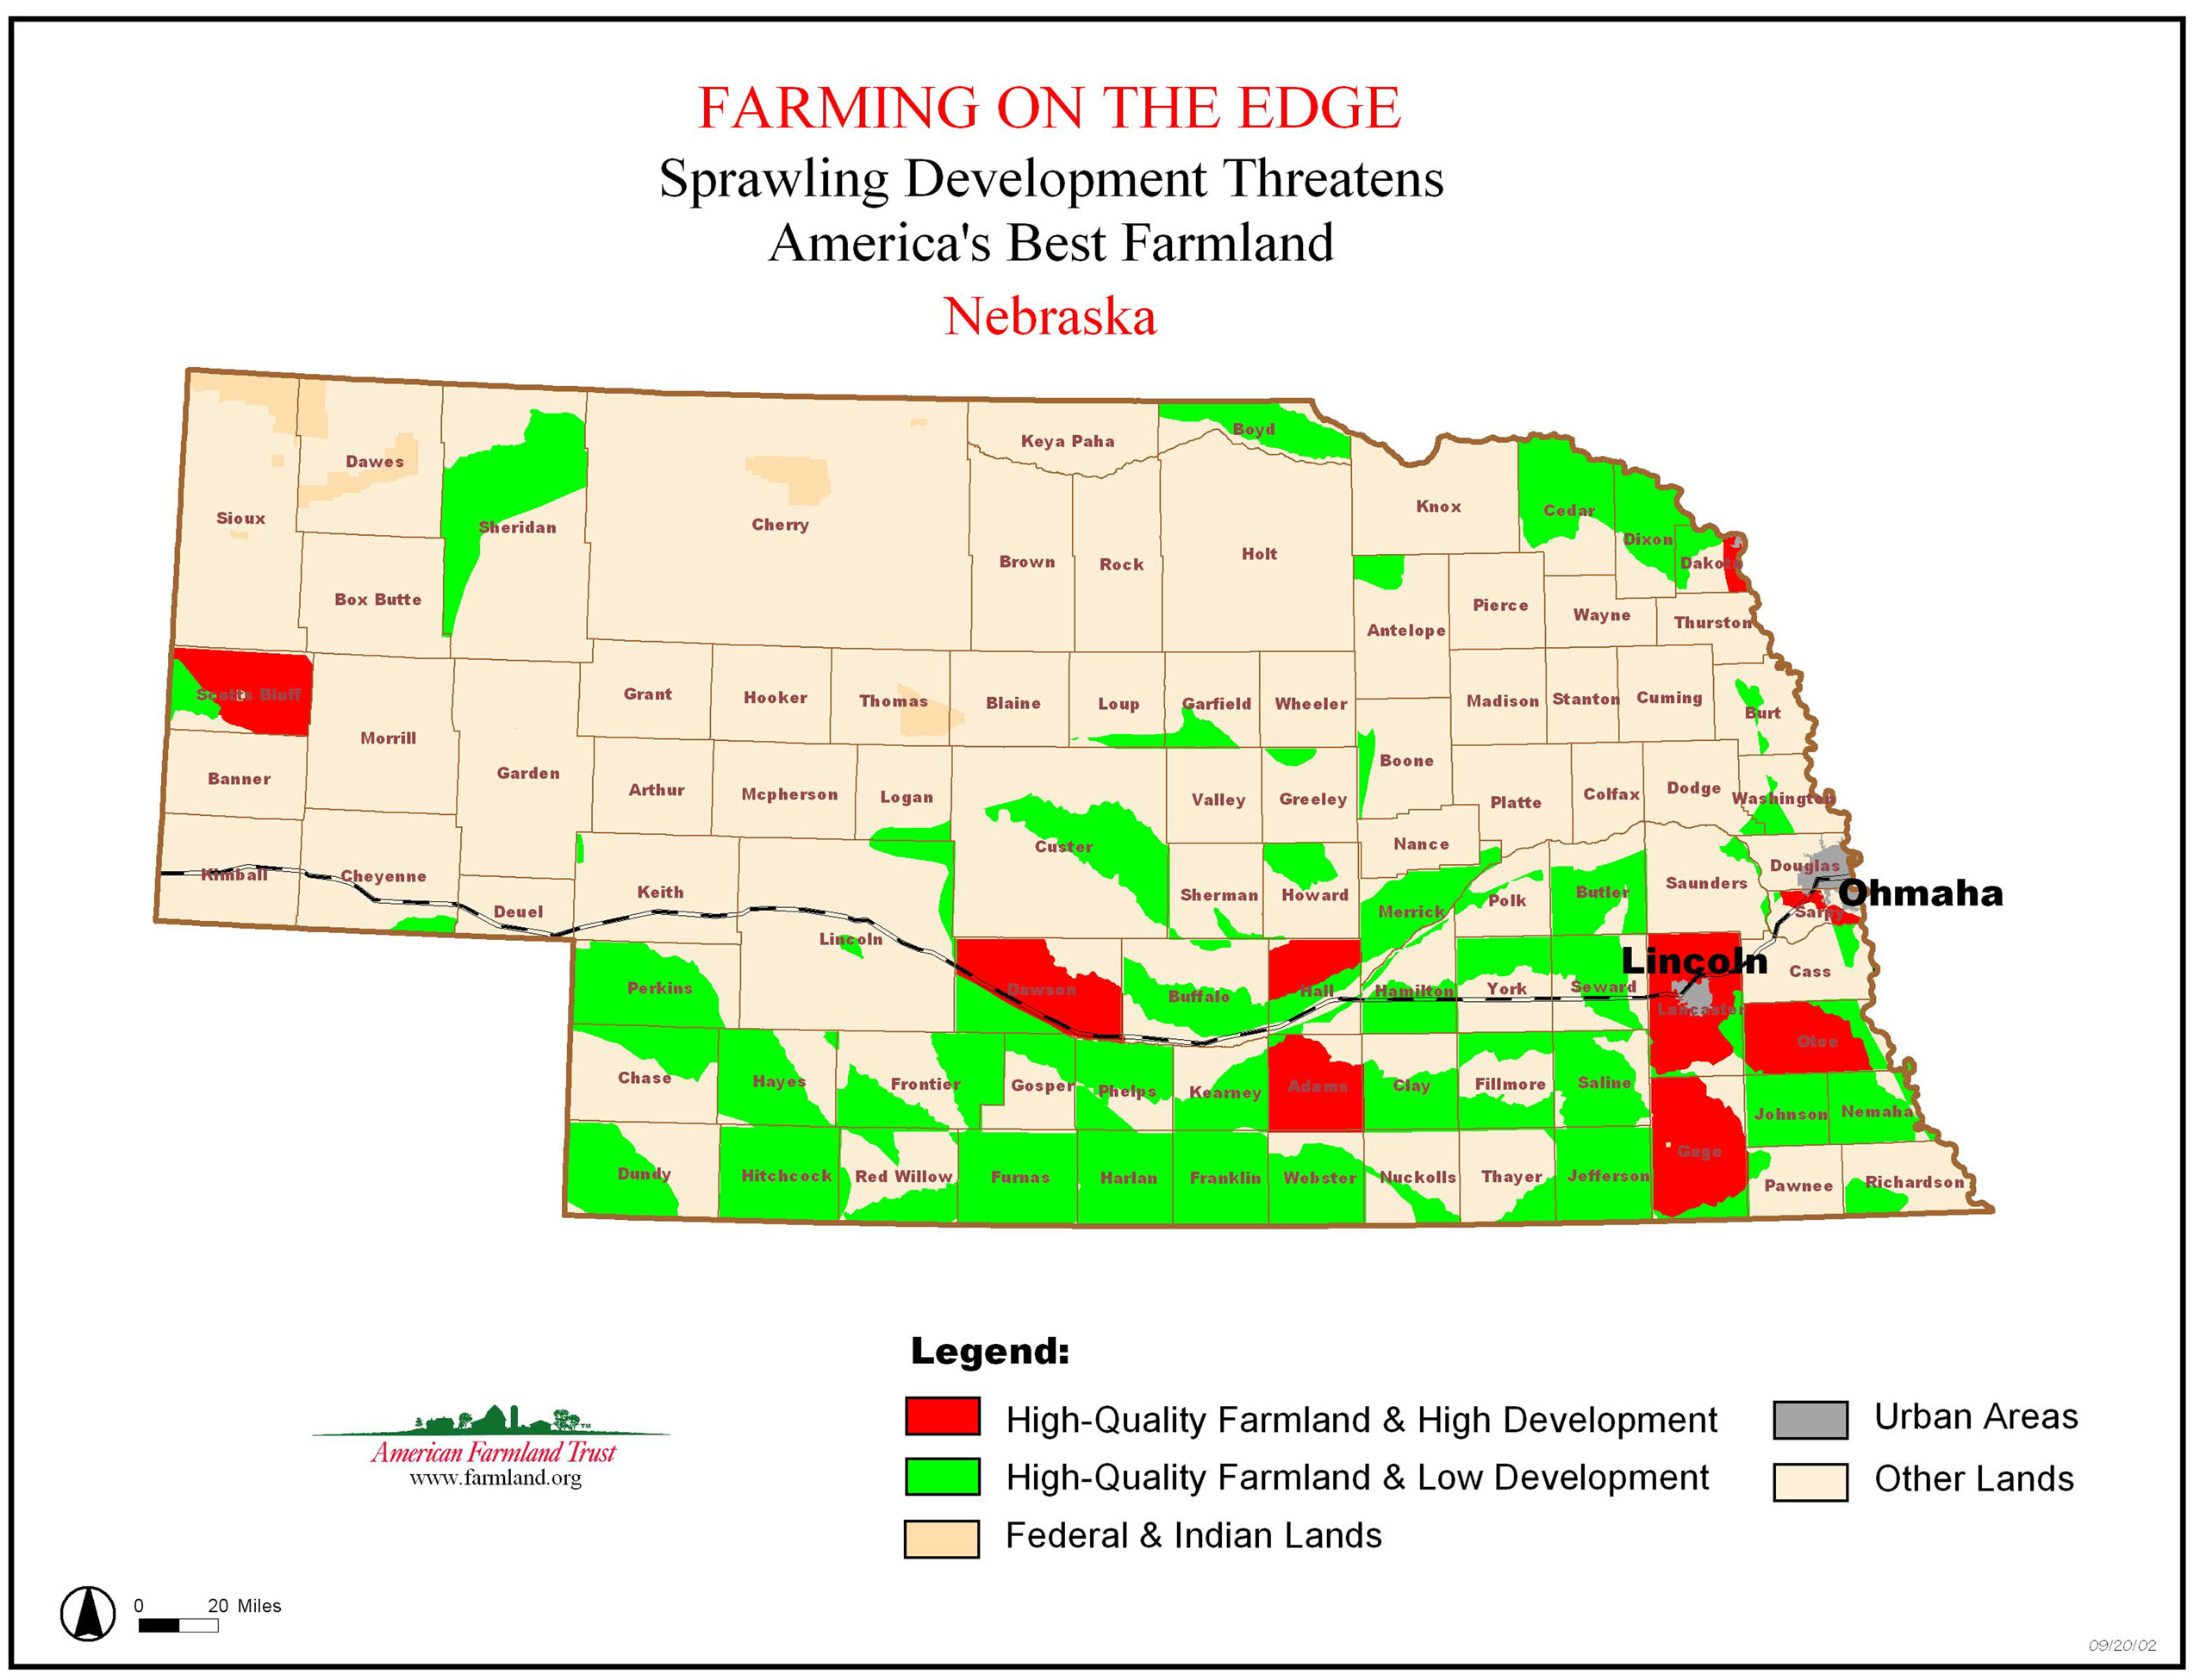 FARMING ON THE EDGE
Sprawling Development Threatens
America's Best Farmland
Nebraska
Boyd
Keya Paha
Dawes
Knox
Cedar
Sioux
Sheridan
Cherry
Dixon
Holt
Brown
Rock
Dakota
Box Butte
Pierce
Wayne
Thurston
Antelope
Scotts Bluff
Grant
Hooker
Thomas
Blaine
Loup
Garfield
Wheeler
Madison
Stanton
Cuming
Burt
Morrill
Boone
Banner
Garden
Arthur
Mcpherson
Logan
Valley
Greeley
Platte
Colfax
Dodge
Washington
Custer
Nance
Douglas
Kimball
Cheyenne
Keith
Sherman
Howard
Butler
Saunders
Ohmaha
Deuel
Merrick
Polk
Sarpy
Lincoln
Lincoln
Cass
Perkins
Dawson
Buffalo
Hall
Hamilton
York
Seward
Lancaster
Otoe
Chase
Hayes
Frontier
Gosper
Phelps
Kearney
Adams
Clay
Fillmore
Saline
Johnson
Nemaha
Gage
Dundy
Hitchcock
Red Willow
Furnas
Harlan
Franklin
Webster
Nuckolls
Thayer
Jefferson
Pawnee
Richardson
Legend:
High-Quality Farmland & High Development
High-Quality Farmland & Low Development
Federal & Indian Lands
Urban Areas
Other Lands
TM
American Farmland Trust
www.farmland.org
0 20 Miles
09/20/02